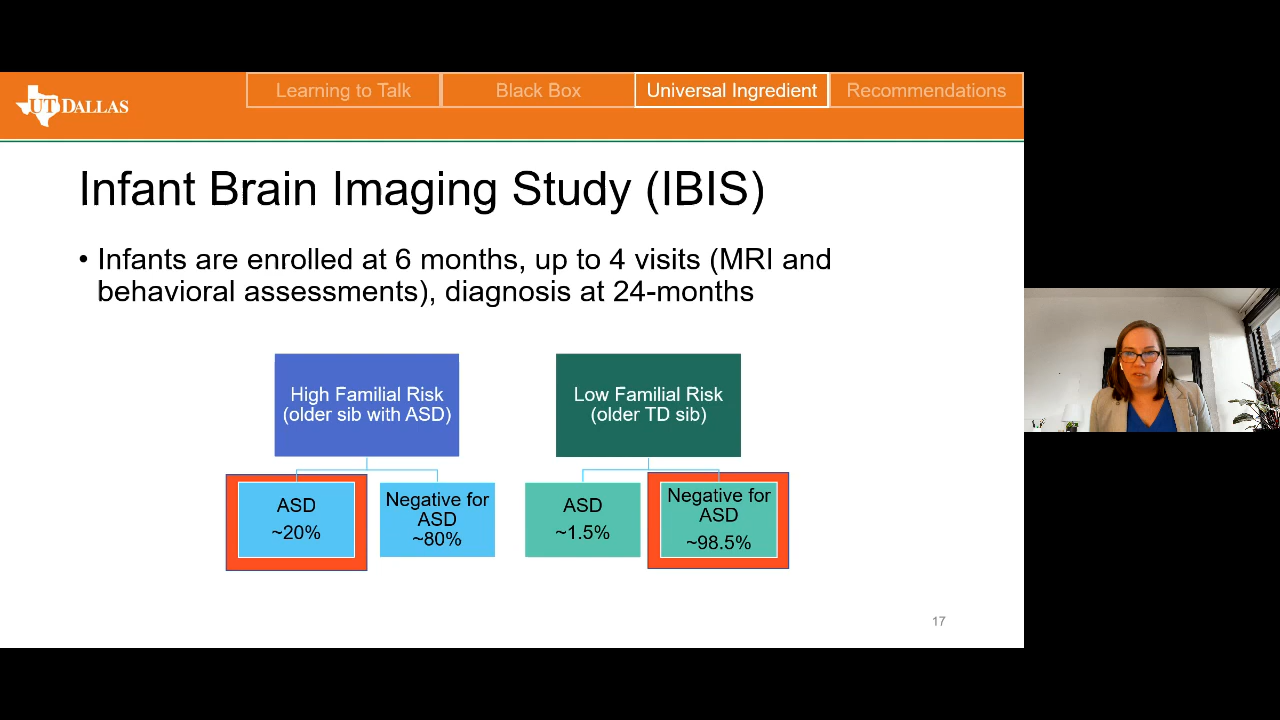 UT DALLAS
Learning to Talk
Black Box
Universal Ingredient
Recommendations
Infant Brain Imaging Study (IBIS)
• Infants are enrolled at 6 months, up to 4 visits (MRI and
behavioral assessments), diagnosis at 24-months
High Familial Risk
(older sib with ASD)
Low Familial Risk
(older TD sib)
ASD
~20%
Negative for
ASD
~80%
ASD
~1.5%
Negative for
ASD
~98.5%
17